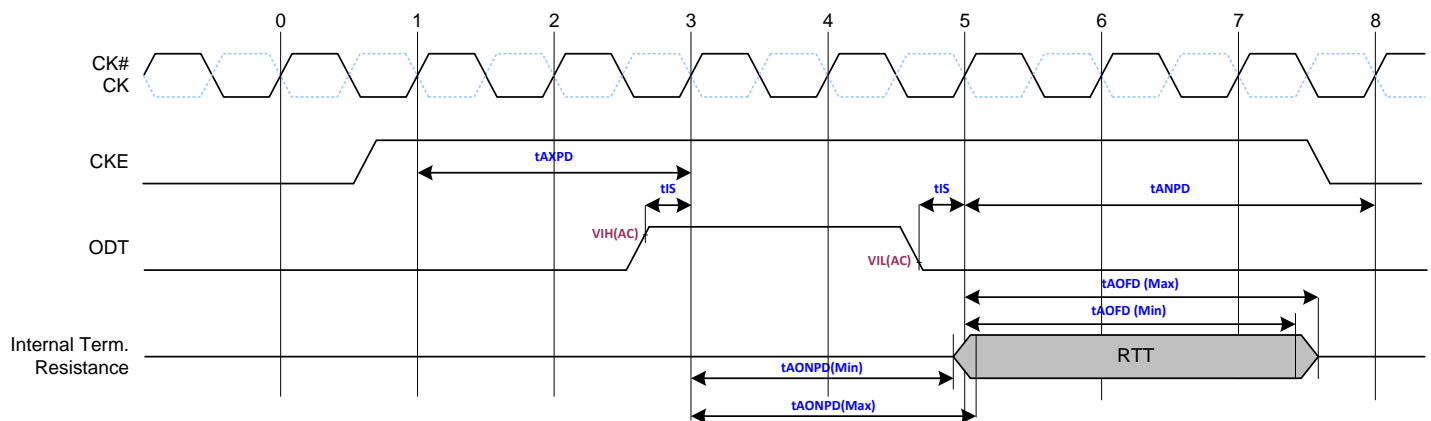 0 1 2 3 4 5 6 7 8
CK#
CK
CKE
tAXPD
tIS
tIS
tANPD
VIH(AC)
ODT
VIL(AC)
tAOFD (Max)
tAOFD (Min)
Internal Term.
Resistance
RTT
tAONPD(Min)
tAONPD(Max)